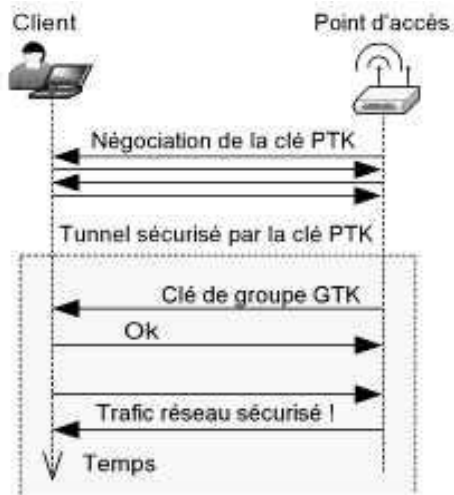 Client
Point d'accès
Négociation de la clé PTK
Tunnel sécurisé par la clé PTK
Clé de groupe GTK
Ok
Trafic réseau sécurisé !
Temps